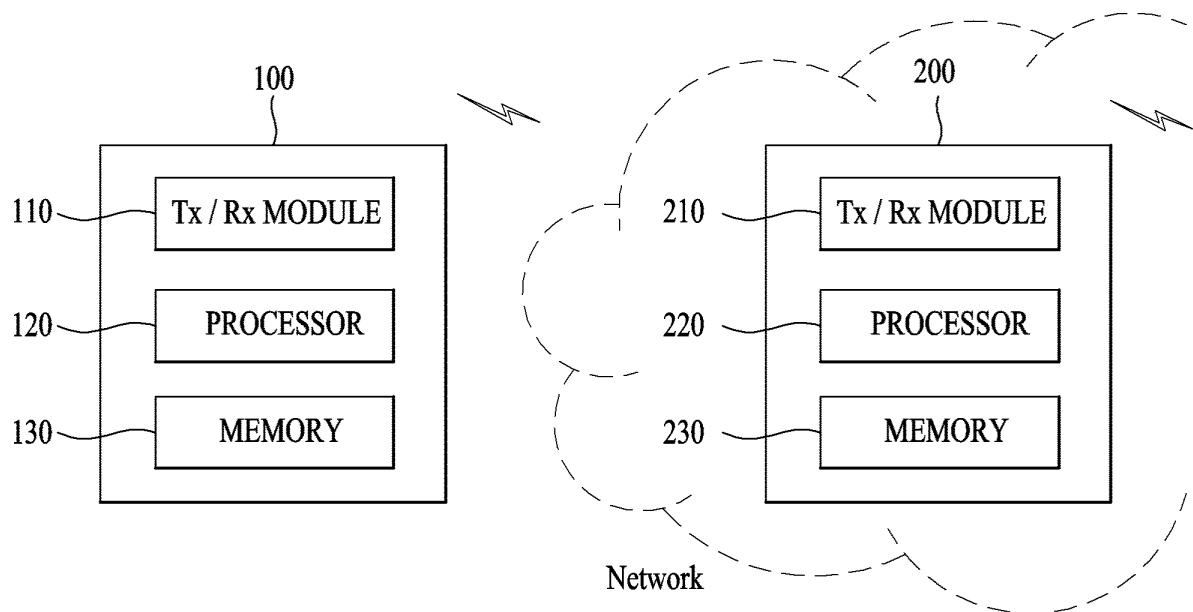 100
110
Tx / Rx MODULE
120
PROCESSOR
130
MEMORY
200
210
Tx / Rx MODULE
220
PROCESSOR
230
MEMORY
Network